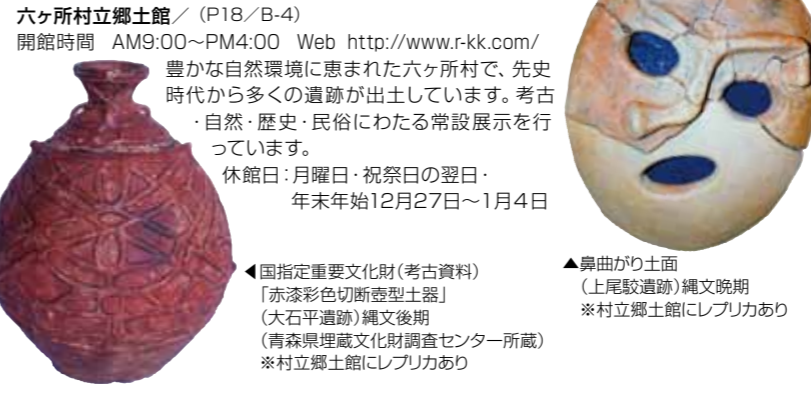 六ヶ所村立郷土館／（P18／B-4）
開館時間　AM9:00〜PM4:00　Web http://www.r-kk.com/
豊かな自然環境に恵まれた六ヶ所村で、先史
時代から多くの遺跡が出土しています。考古
・自然・歴史・民俗にわたる常設展示を行
っています。
休館日：月曜日・祝祭日の翌日・
年末年始12月27日〜1月4日
◀国指定重要文化財（考古資料）
「赤漆彩色切断壺型土器」
（大石平遺跡）縄文後期
（青森県埋蔵文化財調査センター所蔵）
※村立郷土館にレプリカあり
▲鼻曲がり土面
（上尾駮遺跡）縄文晩期
※村立郷土館にレプリカあり